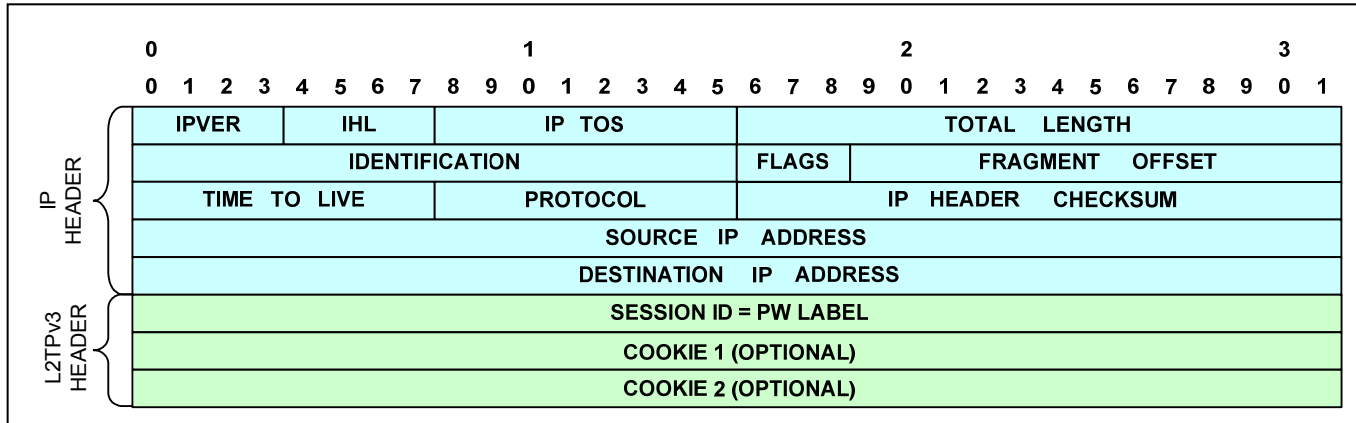 0 1 2 3
0 1 2 3 4 5 6 7 8 9 0 1 2 3 4 5 6 7 8 9 0 1 2 3 4 5 6 7 8 9 0 1
IP HEADER
IPVER IHL IP TOS TOTAL LENGTH
IDENTIFICATION FLAGS FRAGMENT OFFSET
TIME TO LIVE PROTOCOL IP HEADER CHECKSUM
SOURCE IP ADDRESS
DESTINATION IP ADDRESS
L2TPv3 HEADER
SESSION ID = PW LABEL
COOKIE 1 (OPTIONAL)
COOKIE 2 (OPTIONAL)